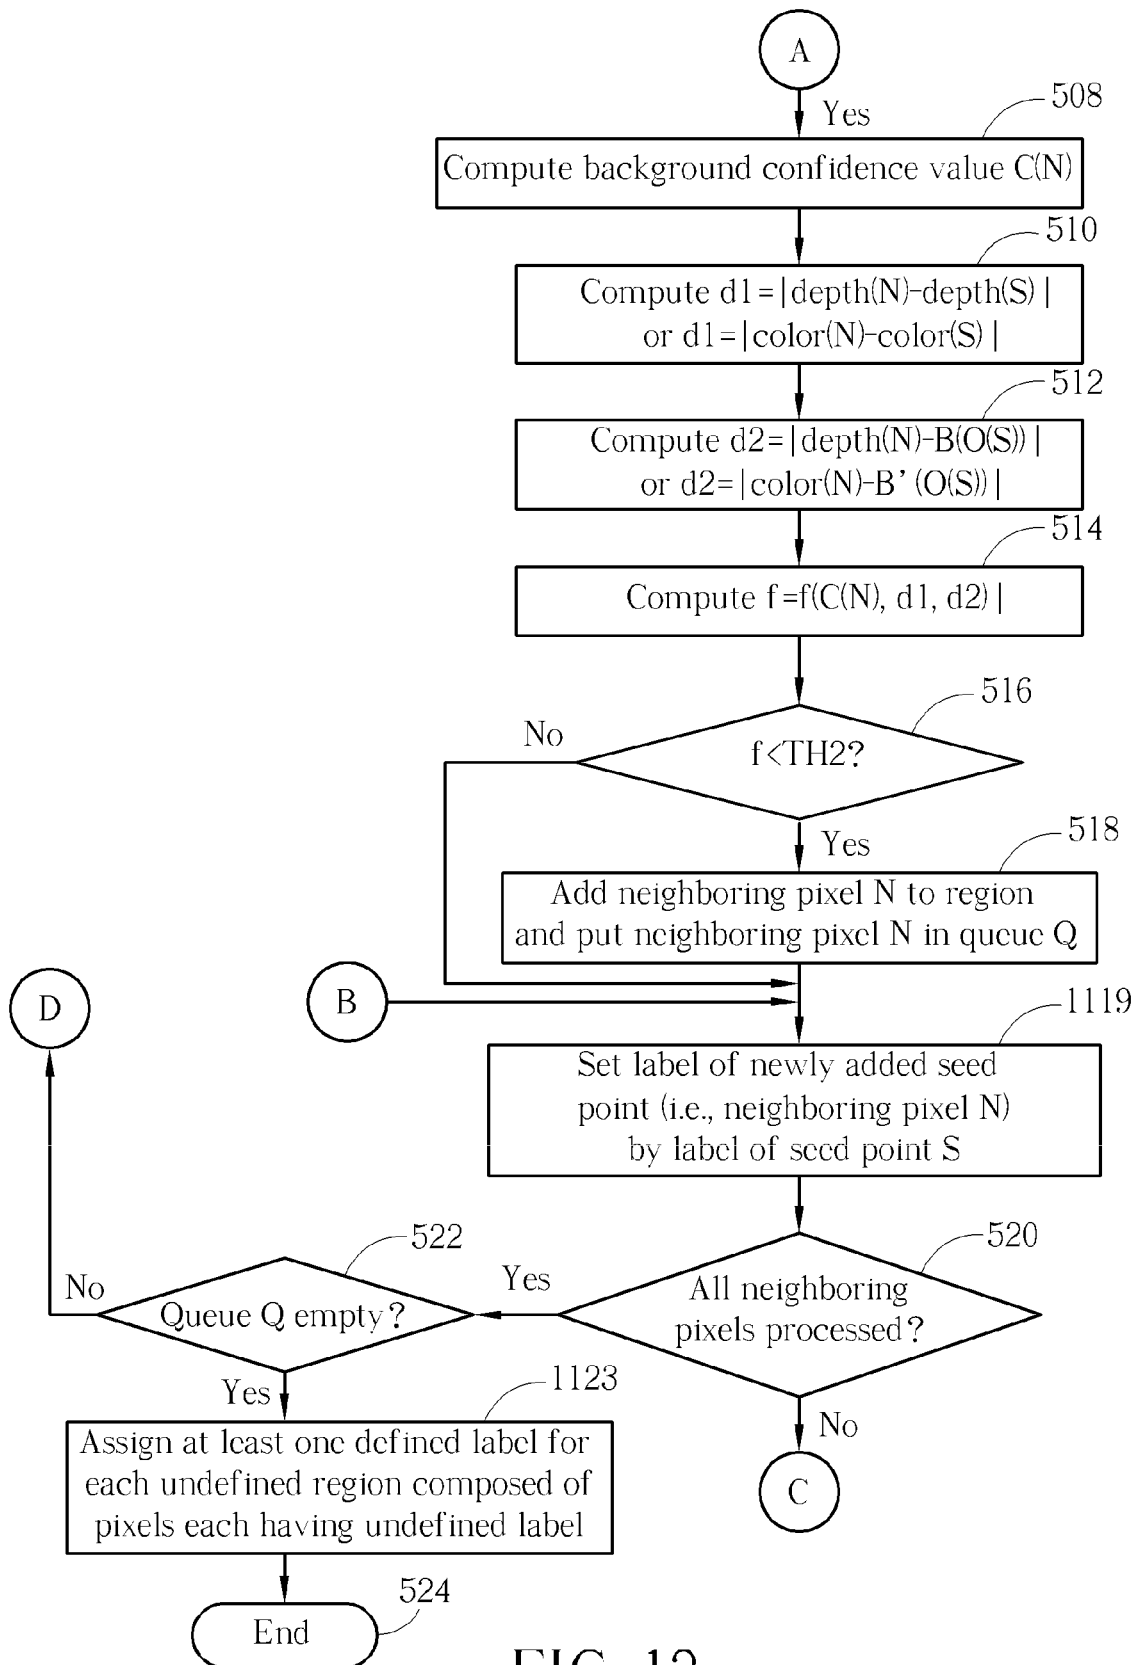 A
Yes
508
Compute background confidence value C(N)
510
Compute d1=|depth(N)-depth(S)|
or d1=|color(N)-color(S)|
512
Compute d2=|depth(N)-B(O(S))|
or d2=|color(N)-B’(O(S))|
514
Compute f=f(C(N), d1, d2)|
516
No
f<TH2?
Yes
518
Add neighboring pixel N to region
and put neighboring pixel N in queue Q
D
B
1119
Set label of newly added seed
point (i.e., neighboring pixel N)
by label of seed point S
522
520
No
Queue Q empty?
Yes
All neighboring
pixels processed?
Yes
1123
No
Assign at least one defined label for
each undefined region composed of
pixels each having undefined label
C
524
End